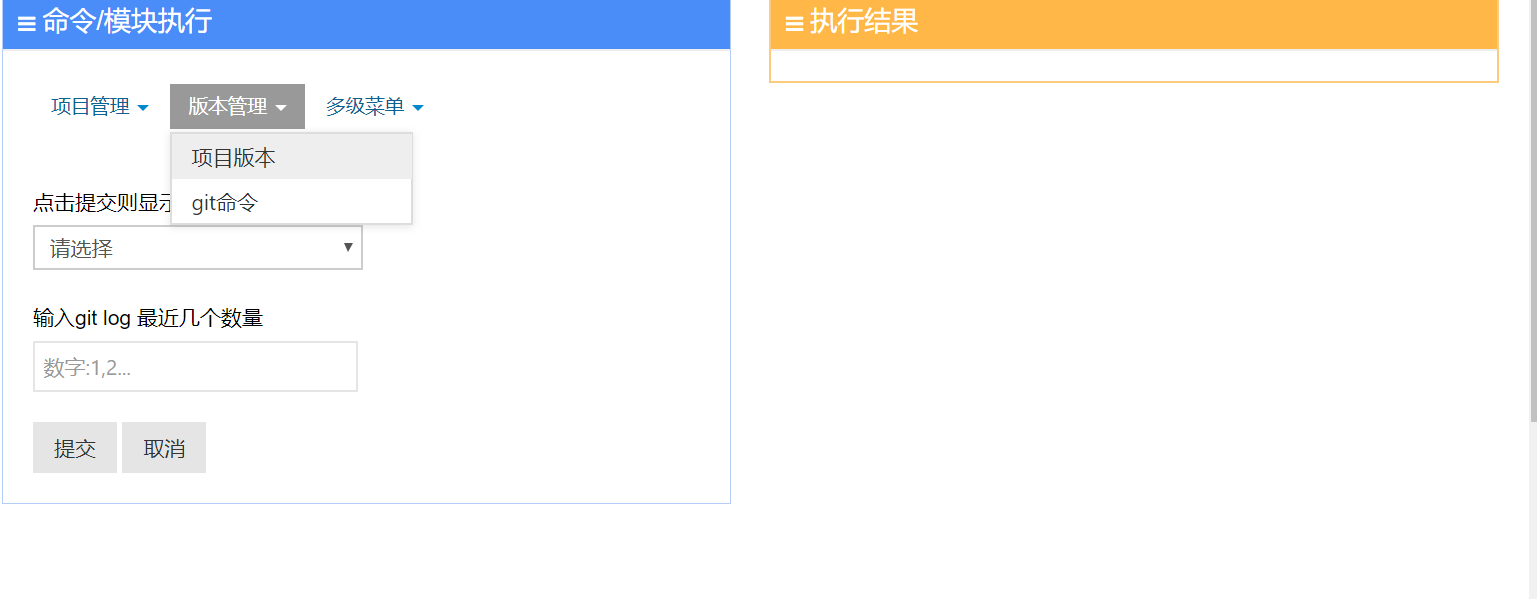 命令/模块执行
执行结果
项目管理 版本管理 多级菜单
项目版本
git命令
点击提交则显示
请选择
输入git log 最近几个数量
数字:1,2...
提交 取消